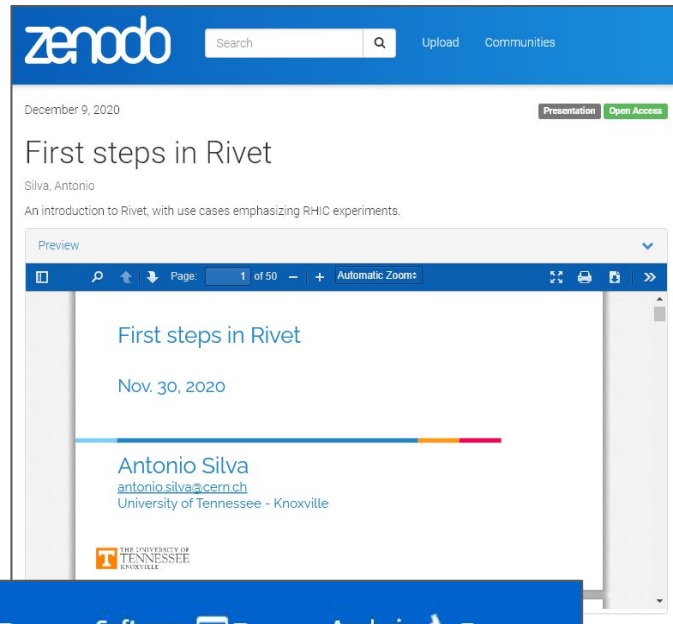 zenodo
Search
Upload Communities
December 9, 2020
Presentation Open Access
First steps in Rivet
Silva, Antonio
An introduction to Rivet, with use cases emphasizing RHIC experiments.
Preview
Page: 1 of 50 Automatic Zoom
First steps in Rivet
Nov. 30, 2020
Antonio Silva
antonio.silva@cern.ch
University of Tennessee - Knoxville
T THE UNIVERSITY OF
TENNESSEE
KNOXVILLE